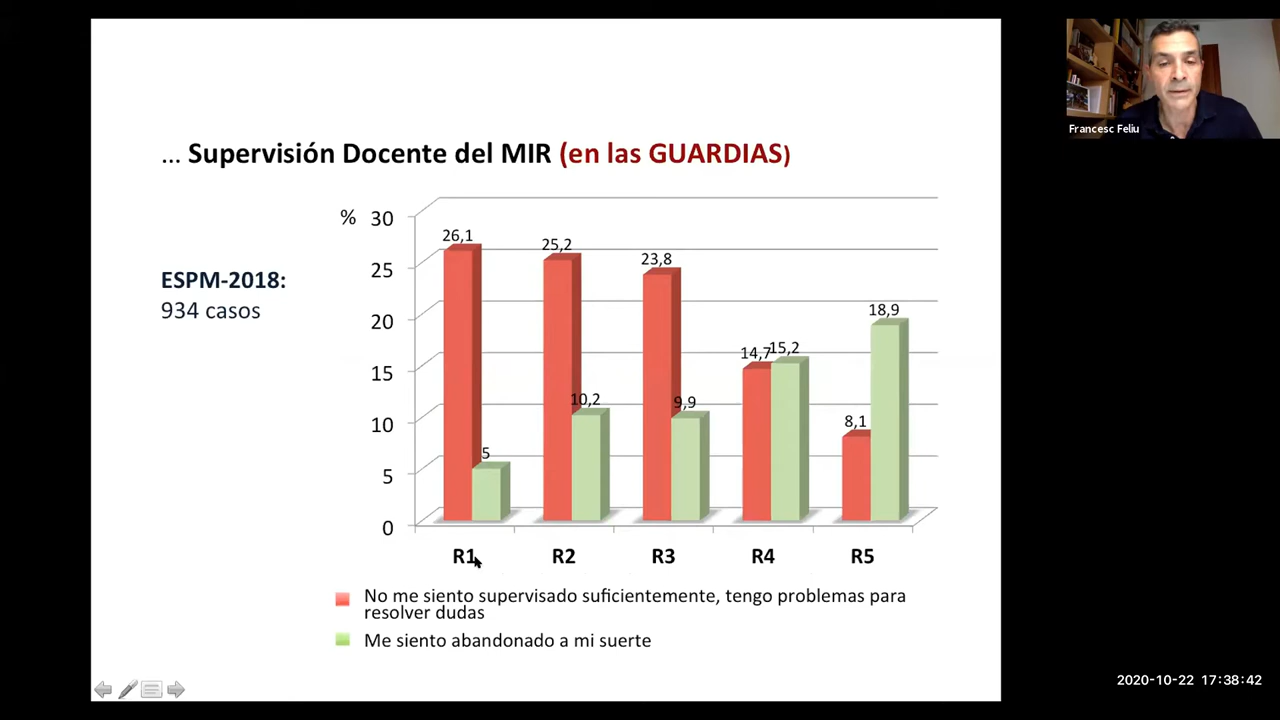 Francesc Feliu
... Supervisión Docente del MIR (en las GUARDIAS)
ESPM-2018:
934 casos
%
30
25
20
15
10
5
0
26,1
5
25,2
10,2
23,8
9,9
14,7
15,2
8,1
18,9
R1
R2
R3
R4
R5
No me siento supervisado suficientemente, tengo problemas para
resolver dudas
Me siento abandonado a mi suerte
2020-10-22 17:38:42